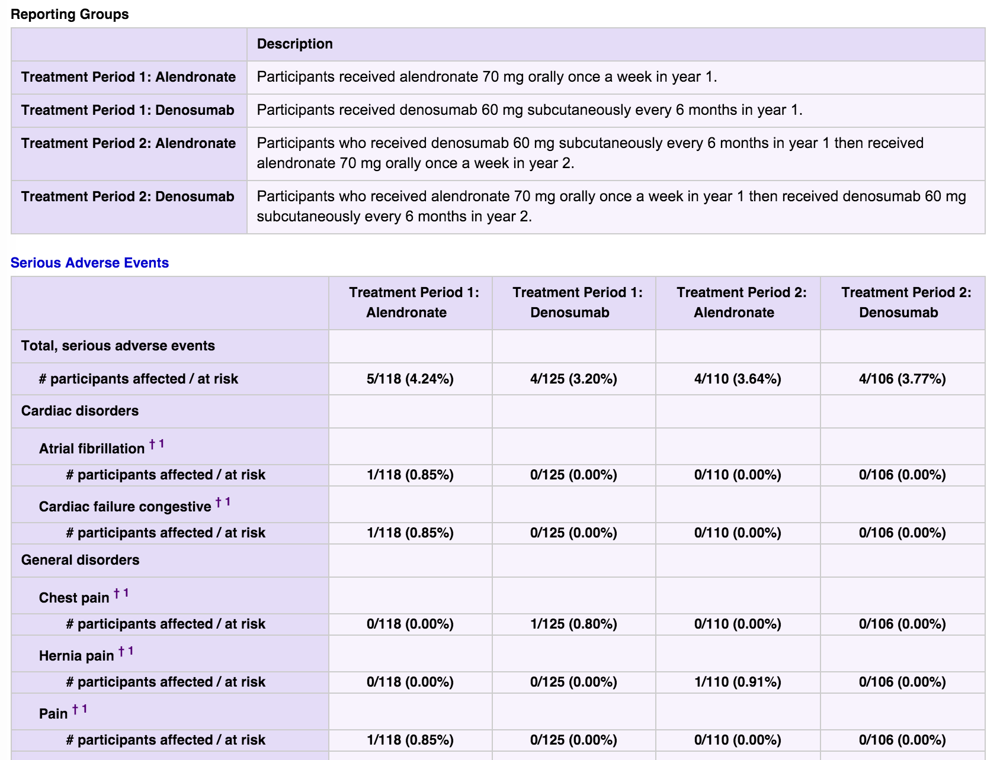 Reporting Groups
Description
Treatment Period 1: Alendronate Participants received alendronate 70 mg orally once a week in year 1.
Treatment Period 1: Denosumab Participants received denosumab 60 mg subcutaneously every 6 months in year 1.
Treatment Period 2: Alendronate Participants who received denosumab 60 mg subcutaneously every 6 months in year 1 then received
alendronate 70 mg orally once a week in year 2.
Treatment Period 2: Denosumab Participants who received alendronate 70 mg orally once a week in year 1 then received denosumab 60 mg
subcutaneously every 6 months in year 2.
Serious Adverse Events
Treatment Period 1: Treatment Period 1: Treatment Period 2: Treatment Period 2:
Alendronate Denosumab Alendronate Denosumab
Total, serious adverse events
# participants affected / at risk 5/118 (4.24%) 4/125 (3.20%) 4/110 (3.64%) 4/106 (3.77%)
Cardiac disorders
Atrial fibrillation † 1
# participants affected / at risk 1/118 (0.85%) 0/125 (0.00%) 0/110 (0.00%) 0/106 (0.00%)
Cardiac failure congestive † 1
# participants affected / at risk 1/118 (0.85%) 0/125 (0.00%) 0/110 (0.00%) 0/106 (0.00%)
General disorders
Chest pain † 1
# participants affected / at risk 0/118 (0.00%) 1/125 (0.80%) 0/110 (0.00%) 0/106 (0.00%)
Hernia pain † 1
# participants affected / at risk 0/118 (0.00%) 0/125 (0.00%) 1/110 (0.91%) 0/106 (0.00%)
Pain † 1
# participants affected / at risk 1/118 (0.85%) 0/125 (0.00%) 0/110 (0.00%) 0/106 (0.00%)